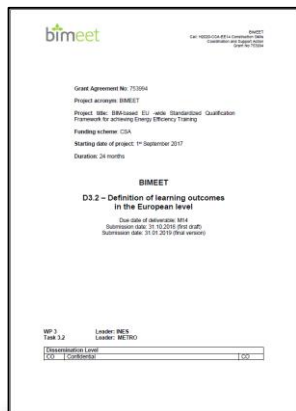 bimeet
BIMEET
Call: H2020-CSA-EE14-Construction Skills
Coordination and Support Action
Grant No 753994
Grant Agreement No: 753994
Project acronym: BIMEET
Project title: BIM-based EU -wide Standardized Qualification
Framework for achieving Energy Efficiency Training
Funding scheme: CSA
Starting date of project: 1st September 2017
Duration: 24 months
BIMEET
D3.2 – Definition of learning outcomes
in the European level
Due date of deliverable: M14
Submission date: 31.10.2018 (first draft)
Submission date: 31.01.2019 (final version)
WP 3 Leader: INES
Task 3.2 Leader: METRO
Dissemination Level
CO Confidential CO